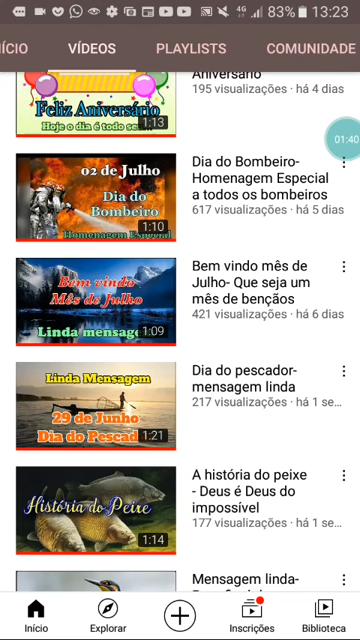 4G 83% 13:23
ÍCIO VÍDEOS PLAYLISTS COMUNIDADE
Feliz Aniversário
Hoje o dia é todo seu
1:13
Aniversário
195 visualizações · há 4 dias
01:40
02 de Julho
Dia do
Bombeiro
Homenagem Especial
1:10
Dia do Bombeiro-
Homenagem Especial
a todos os bombeiros
617 visualizações · há 5 dias
Bem vindo
Mês de Julho
Linda mensage
1:09
Bem vindo mês de
Julho- Que seja um
mês de bençãos
421 visualizações · há 6 dias
Linda Mensagem
29 de Junho
Dia do Pescad
1:21
Dia do pescador-
mensagem linda
217 visualizações · há 1 se...
História do Peixe
1:14
A história do peixe
- Deus é Deus do
impossível
177 visualizações · há 1 se...
Mensagem linda-
Início Explorar Inscrições Biblioteca